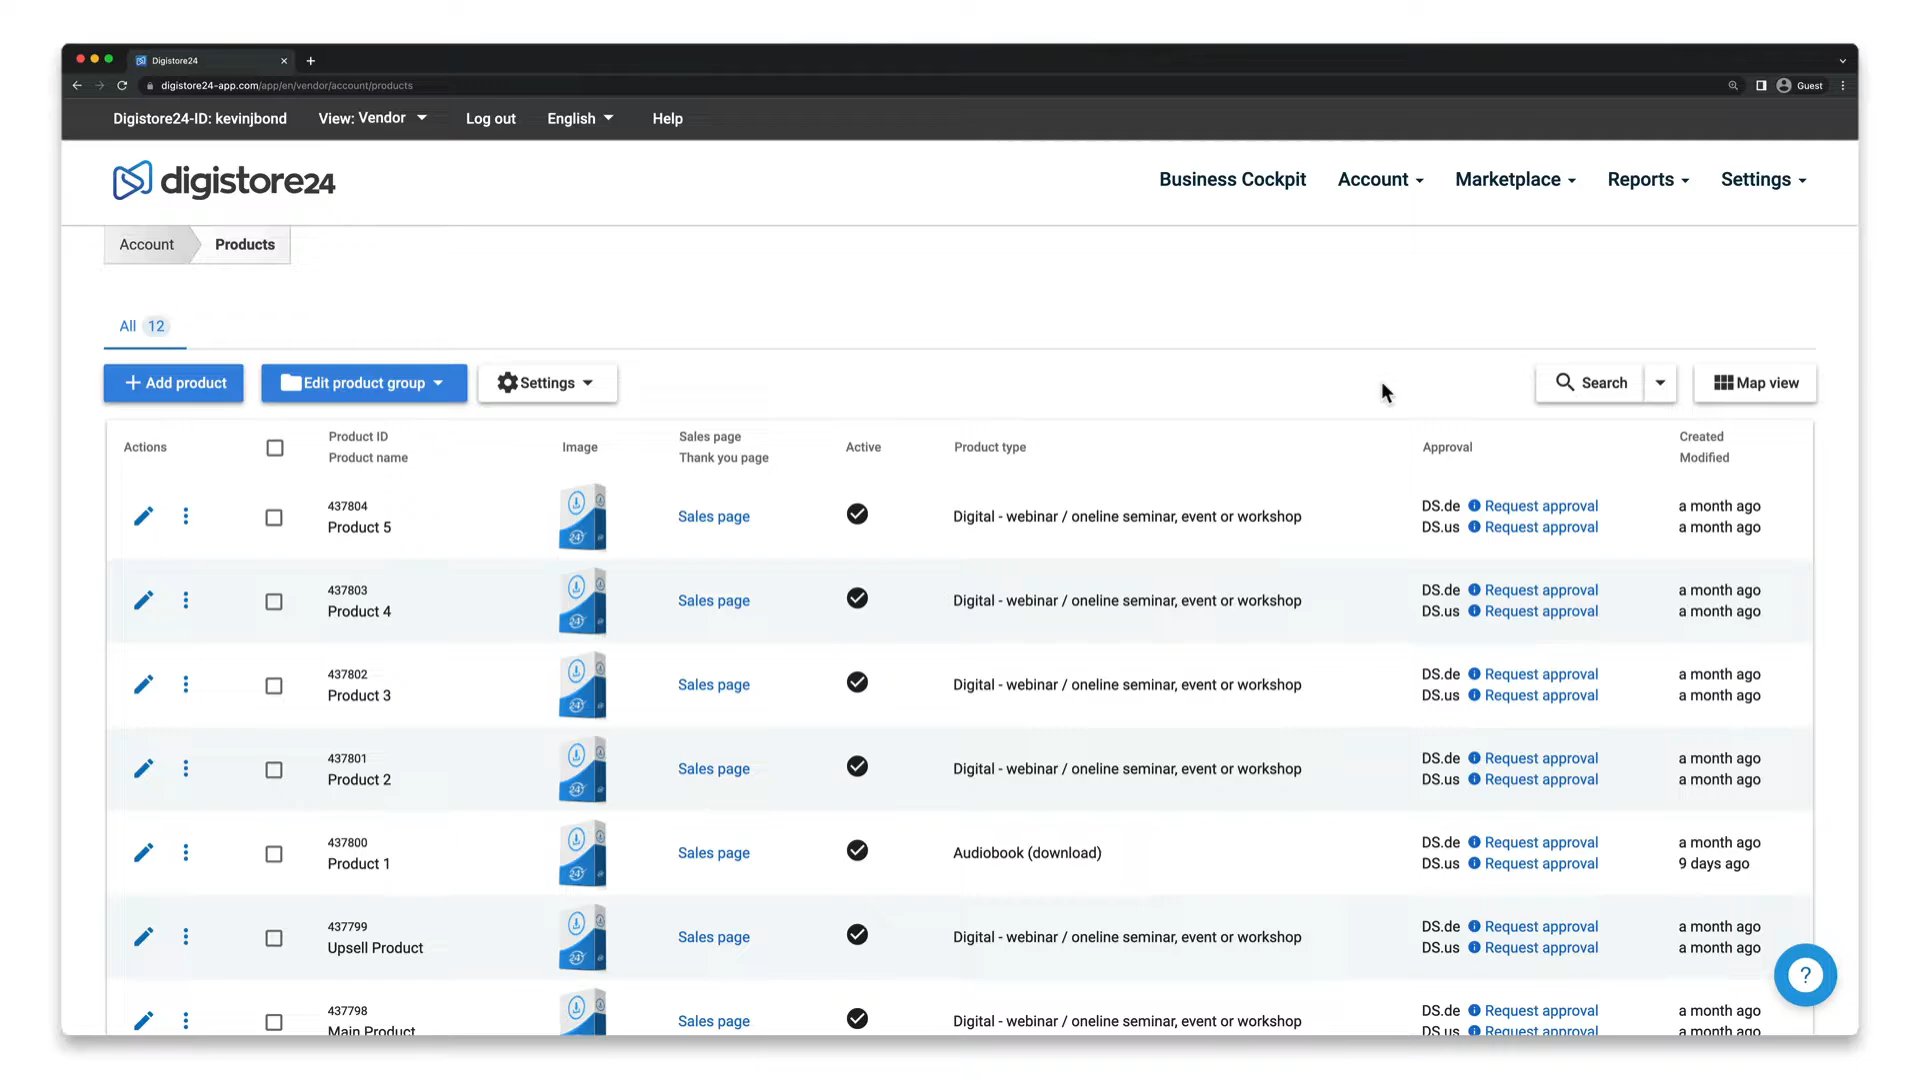 Digistore24
digistore24-app.com/app/en/vendor/account/products
Guest
Digistore24-ID: kevinjbond View: Vendor Log out English Help
digistore24
Business Cockpit Account Marketplace Reports Settings
Account Products
All 12
Add product Edit product group Settings Search Map view
Actions Product ID Image Sales page Active Product type Approval Created
Product name Thank you page Modified
437804 DS.de Request approval a month ago
Product 5 Sales page Digital - webinar / oneline seminar, event or workshop DS.us Request approval a month ago
437803 DS.de Request approval a month ago
Product 4 Sales page Digital - webinar / oneline seminar, event or workshop DS.us Request approval a month ago
437802 DS.de Request approval a month ago
Product 3 Sales page Digital - webinar / oneline seminar, event or workshop DS.us Request approval a month ago
437801 DS.de Request approval a month ago
Product 2 Sales page Digital - webinar / oneline seminar, event or workshop DS.us Request approval a month ago
437800 DS.de Request approval a month ago
Product 1 Sales page Audiobook (download) DS.us Request approval 9 days ago
437799 DS.de Request approval a month ago
Upsell Product Sales page Digital - webinar / oneline seminar, event or workshop DS.us Request approval a month ago
437798 DS.de Request approval a month ago
Main Product Sales page Digital - webinar / oneline seminar, event or workshop DS.us Request approval a month ago
?